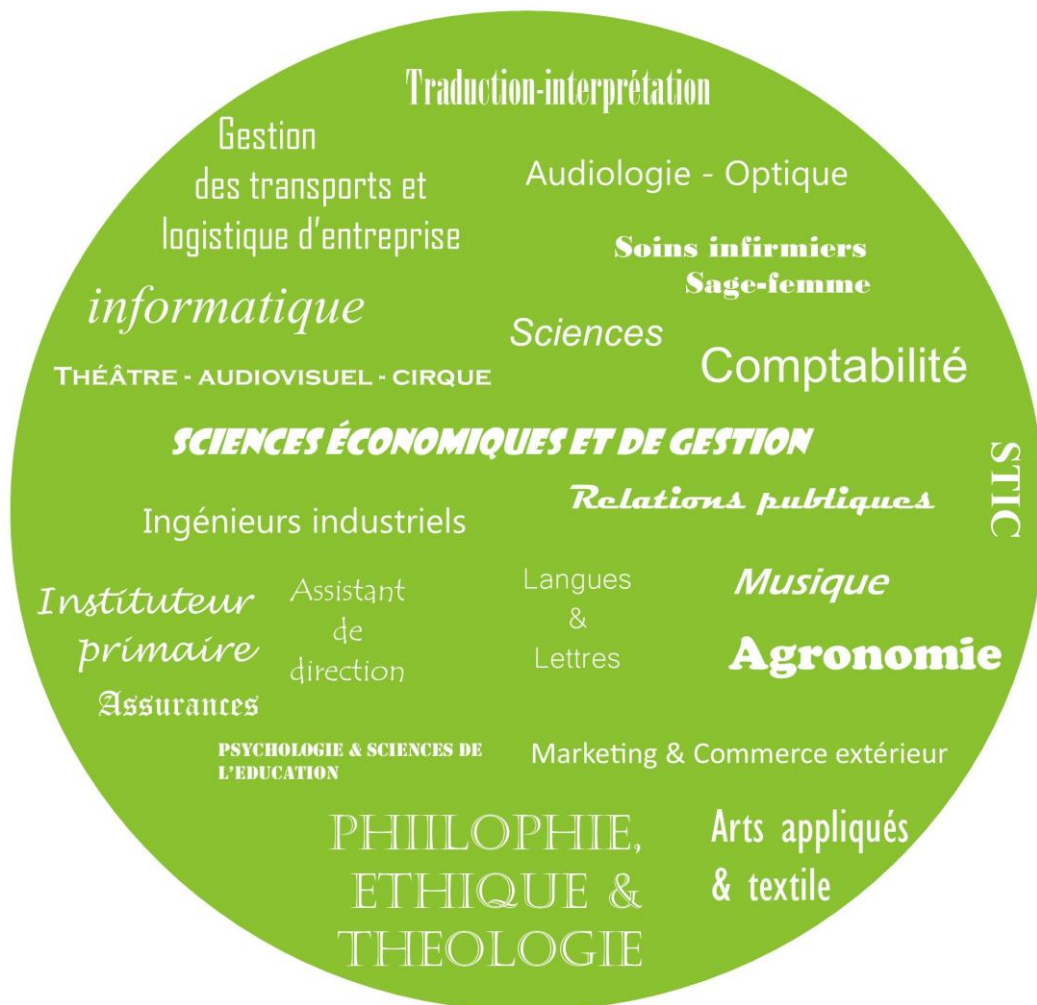 Traduction-interprétation
Gestion
des transports et
logistique d'entreprise
Audiologie - Optique
Soins infirmiers
Sage-femme
informatique
Sciences
Comptabilité
THÉÂTRE - AUDIOVISUEL - CIRQUE
SCIENCES ÉCONOMIQUES ET DE GESTION
STIC
Relations publiques
Ingénieurs industriels
Instituteur
primaire
Assistant
de
direction
Langues
&
Lettres
Musique
Agronomie
Assurances
PSYCHOLOGIE & SCIENCES DE
L'EDUCATION
Marketing & Commerce extérieur
PHIILOPHIE,
ETHIQUE &
THEOLOGIE
Arts appliqués
& textile